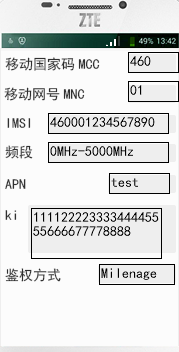 ZTE
49% 13:42
移动国家码 MCC 460
移动网号 MNC 01
IMSI 460001234567890
频段 0MHz-5000MHz
APN test
ki 1111222233334444555
55666677778888
鉴权方式 Milenage